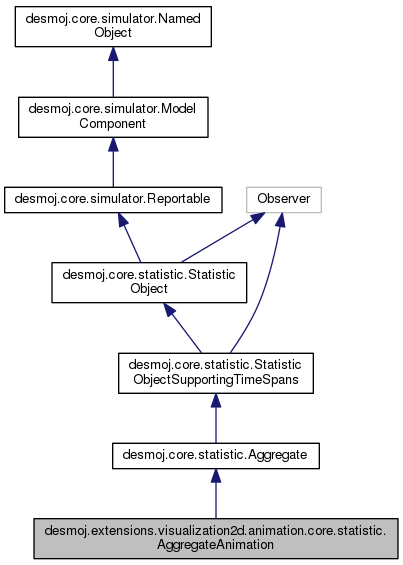 desmoj.core.simulator.Named
Object
desmoj.core.simulator.Model
Component
desmoj.core.simulator.Reportable
Observer
desmoj.core.statistic.Statistic
Object
desmoj.core.statistic.Statistic
ObjectSupportingTimeSpans
desmoj.core.statistic.Aggregate
desmoj.extensions.visualization2d.animation.core.statistic.
AggregateAnimation